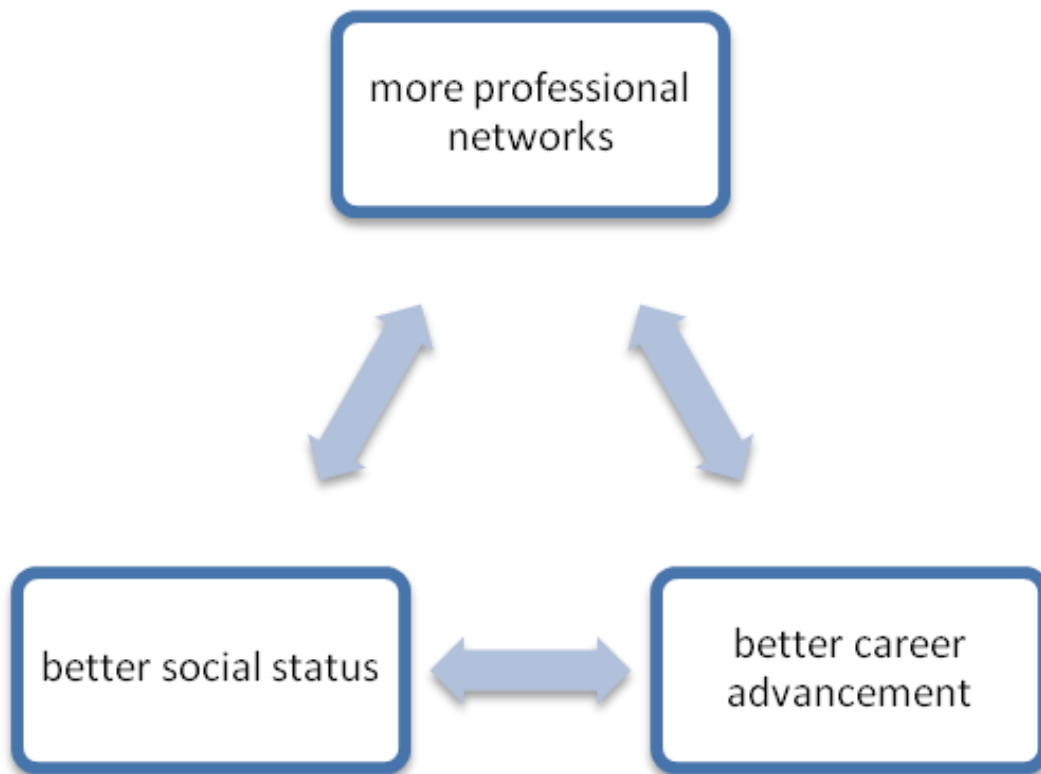 more professional
networks
better social status
better career
advancement